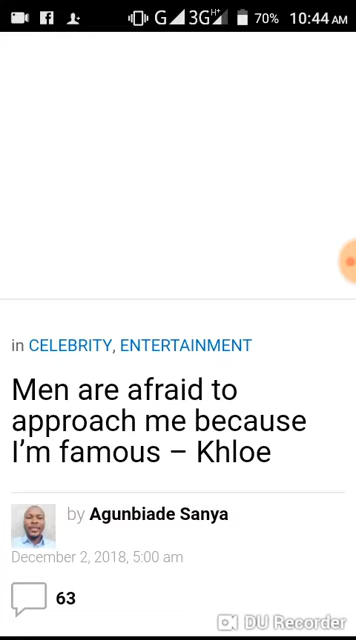 G 3G H+ 70% 10:44 AM
in CELEBRITY, ENTERTAINMENT
Men are afraid to
approach me because
I'm famous – Khloe
by Agunbiade Sanya
December 2, 2018, 5:00 am
63
DU Recorder